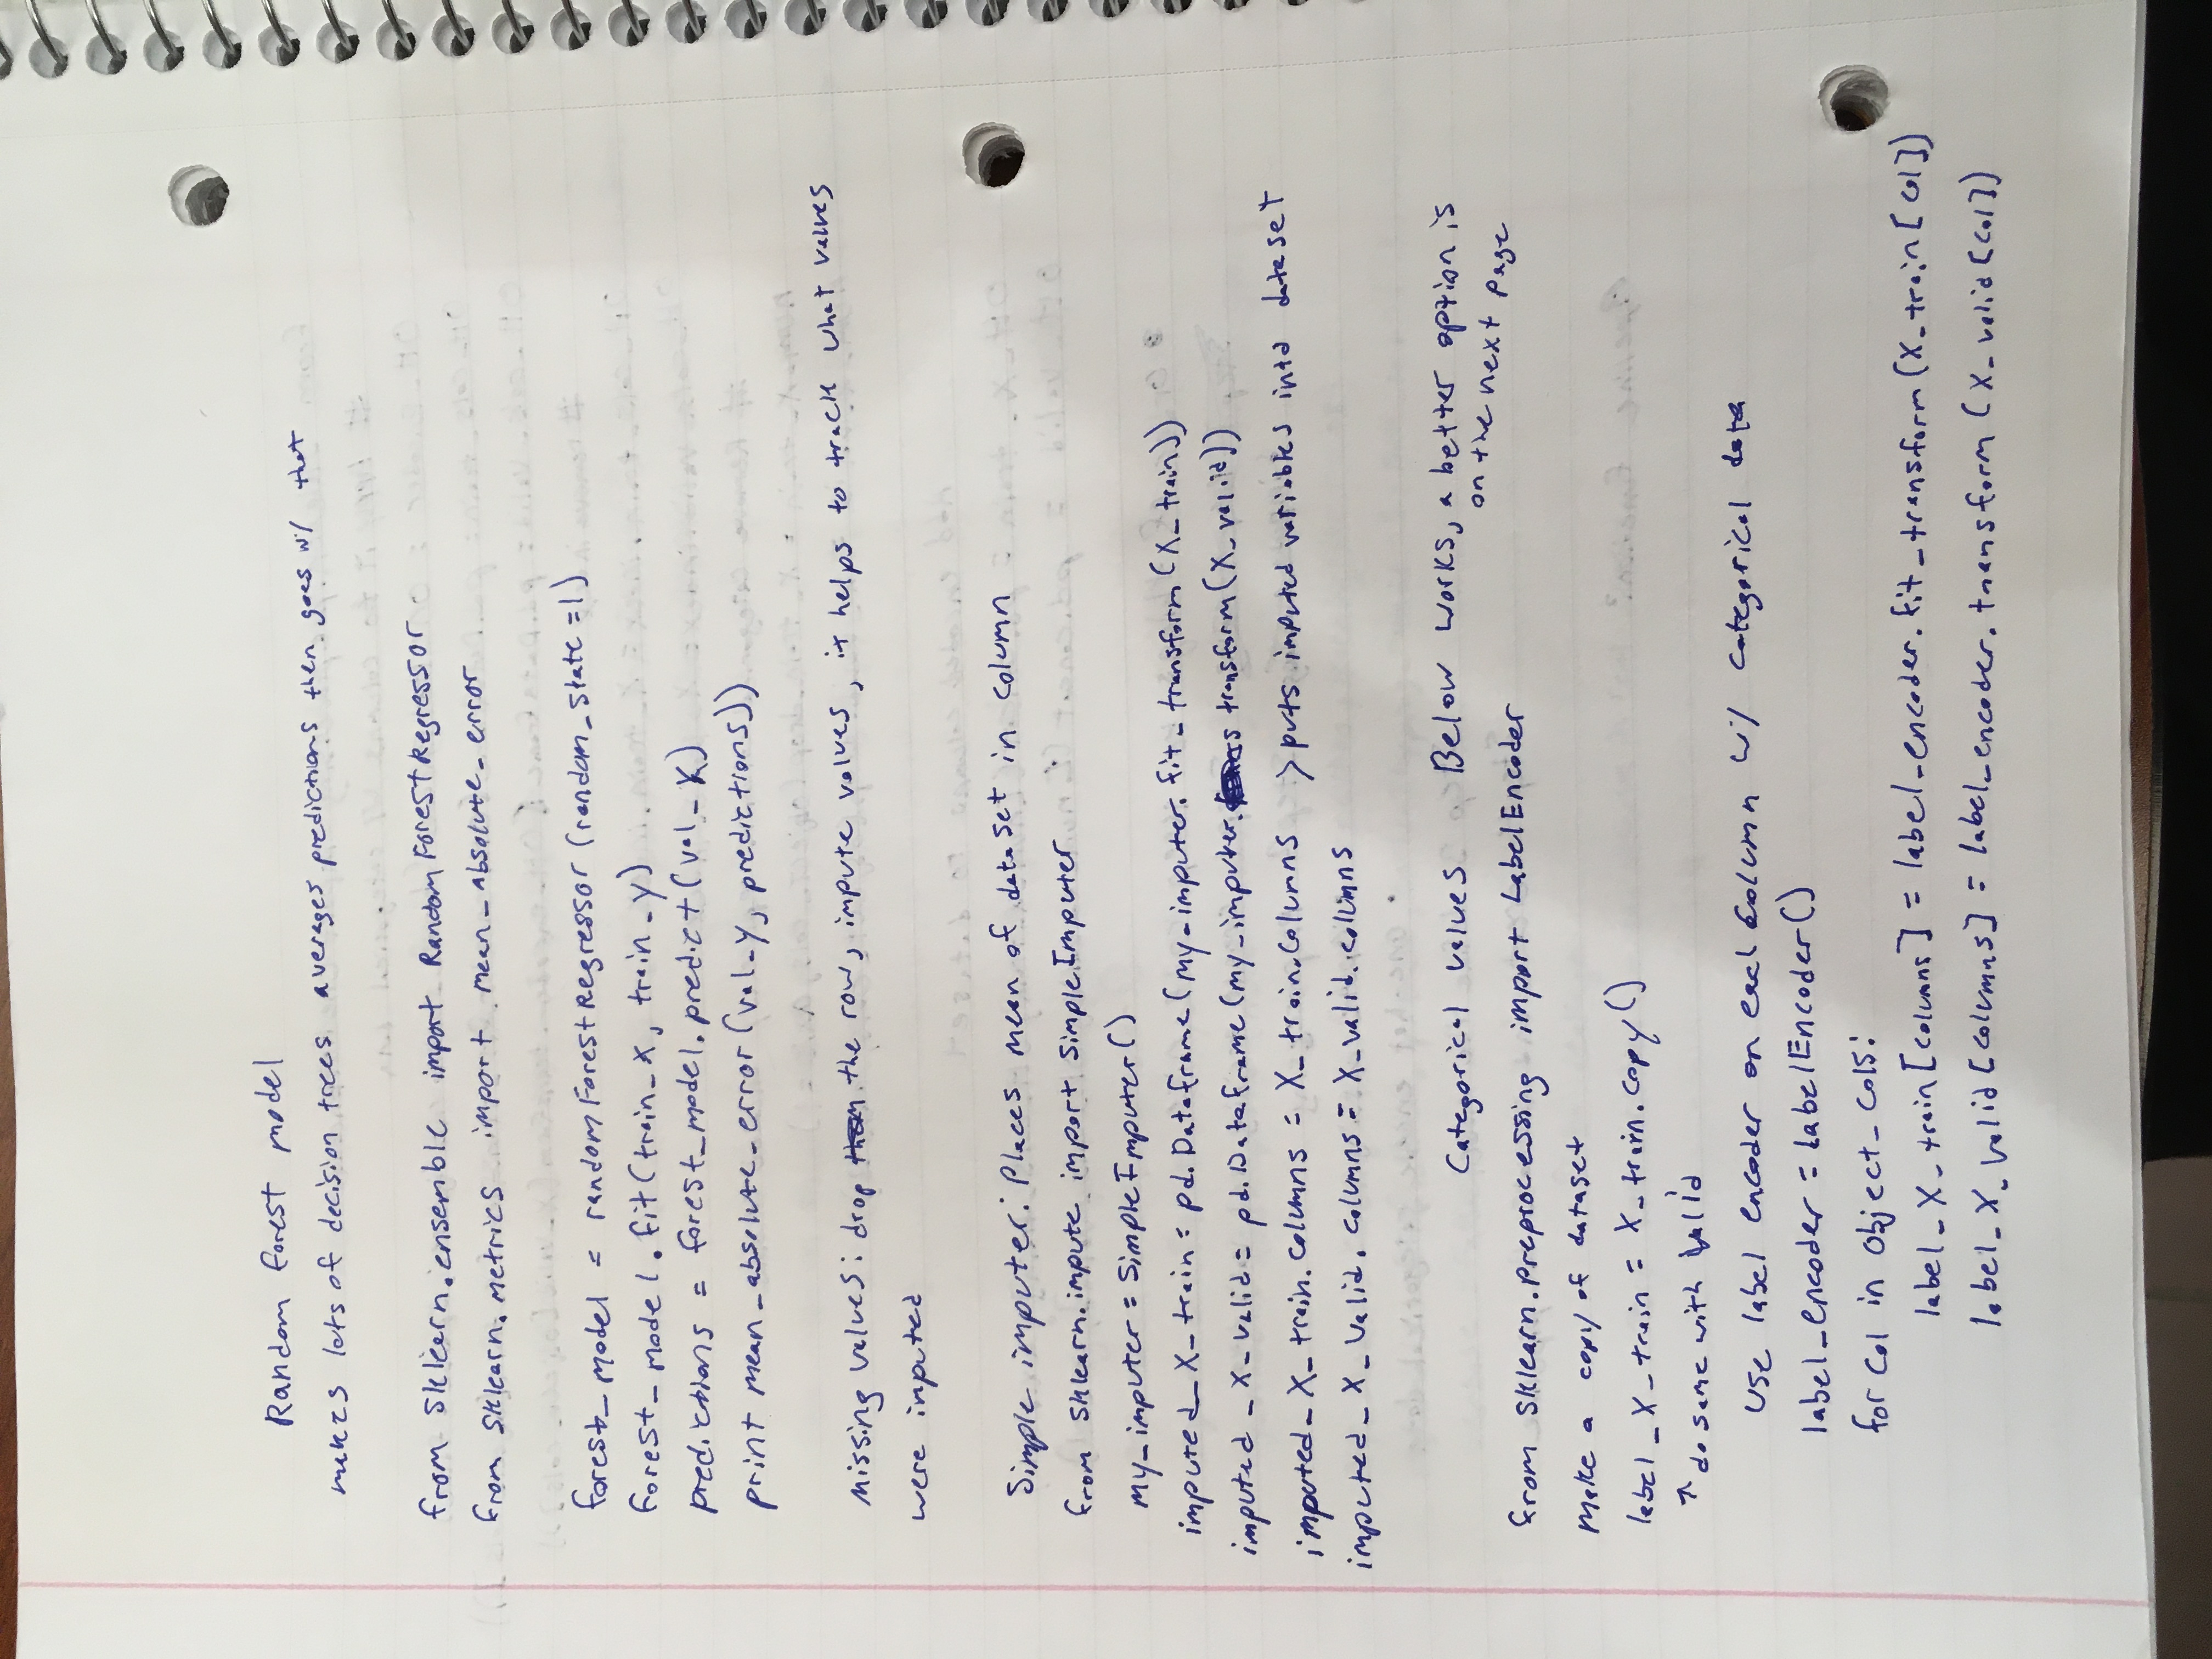 Random forest model
makes lots of decision trees averages predictions then goes w/ that
from sklearn.ensemble import RandomForestRegressor
from sklearn.metrics import mean_absolute_error
forest_model = randomForestRegressor (random_state =1)
forest_model.fit(train_x, train_y)
predictions = forest_model.predict(val_X)
print mean_absolute_error (val_y, predictions))
Missing values: drop the row, impute values, it helps to track what values
were imputed
Simple imputer: Places mean of dataset in column
from sklearn.impute import SimpleImputer
my_imputer = SimpleImputer()
imputed_X_train = pd.Dataframe(my_imputer.fit_transform(X_train))
imputed_X_valid = pd.Dataframe(my_imputer. transform(X_valid))
imputed_X_train.columns = X_train.columns > puts imputed variables into dataset
imputed_X_valid.columns = X_valid.columns
Categorical values Below works, a better option is
on the next page
from sklearn.preprocessing import LabelEncoder
make a copy of dataset
label_X_train = X_train.copy()
↑ do same with valid
Use label encoder on each column w/ categorical data
label_encoder = LabelEncoder()
for col in object_cols:
label_X_train[columns] = label_encoder.fit_transform(X_train[col])
label_X_valid[columns] = label_encoder.transform(X_valid[col])